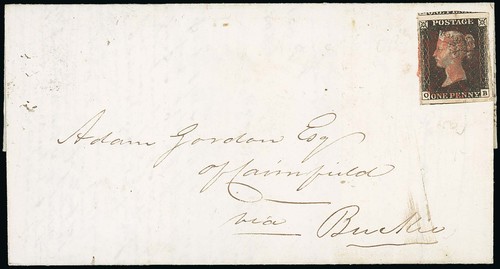 POSTAGE
ONE PENNY
Adam Gordon Esq
of Cairnfield
via Buckie